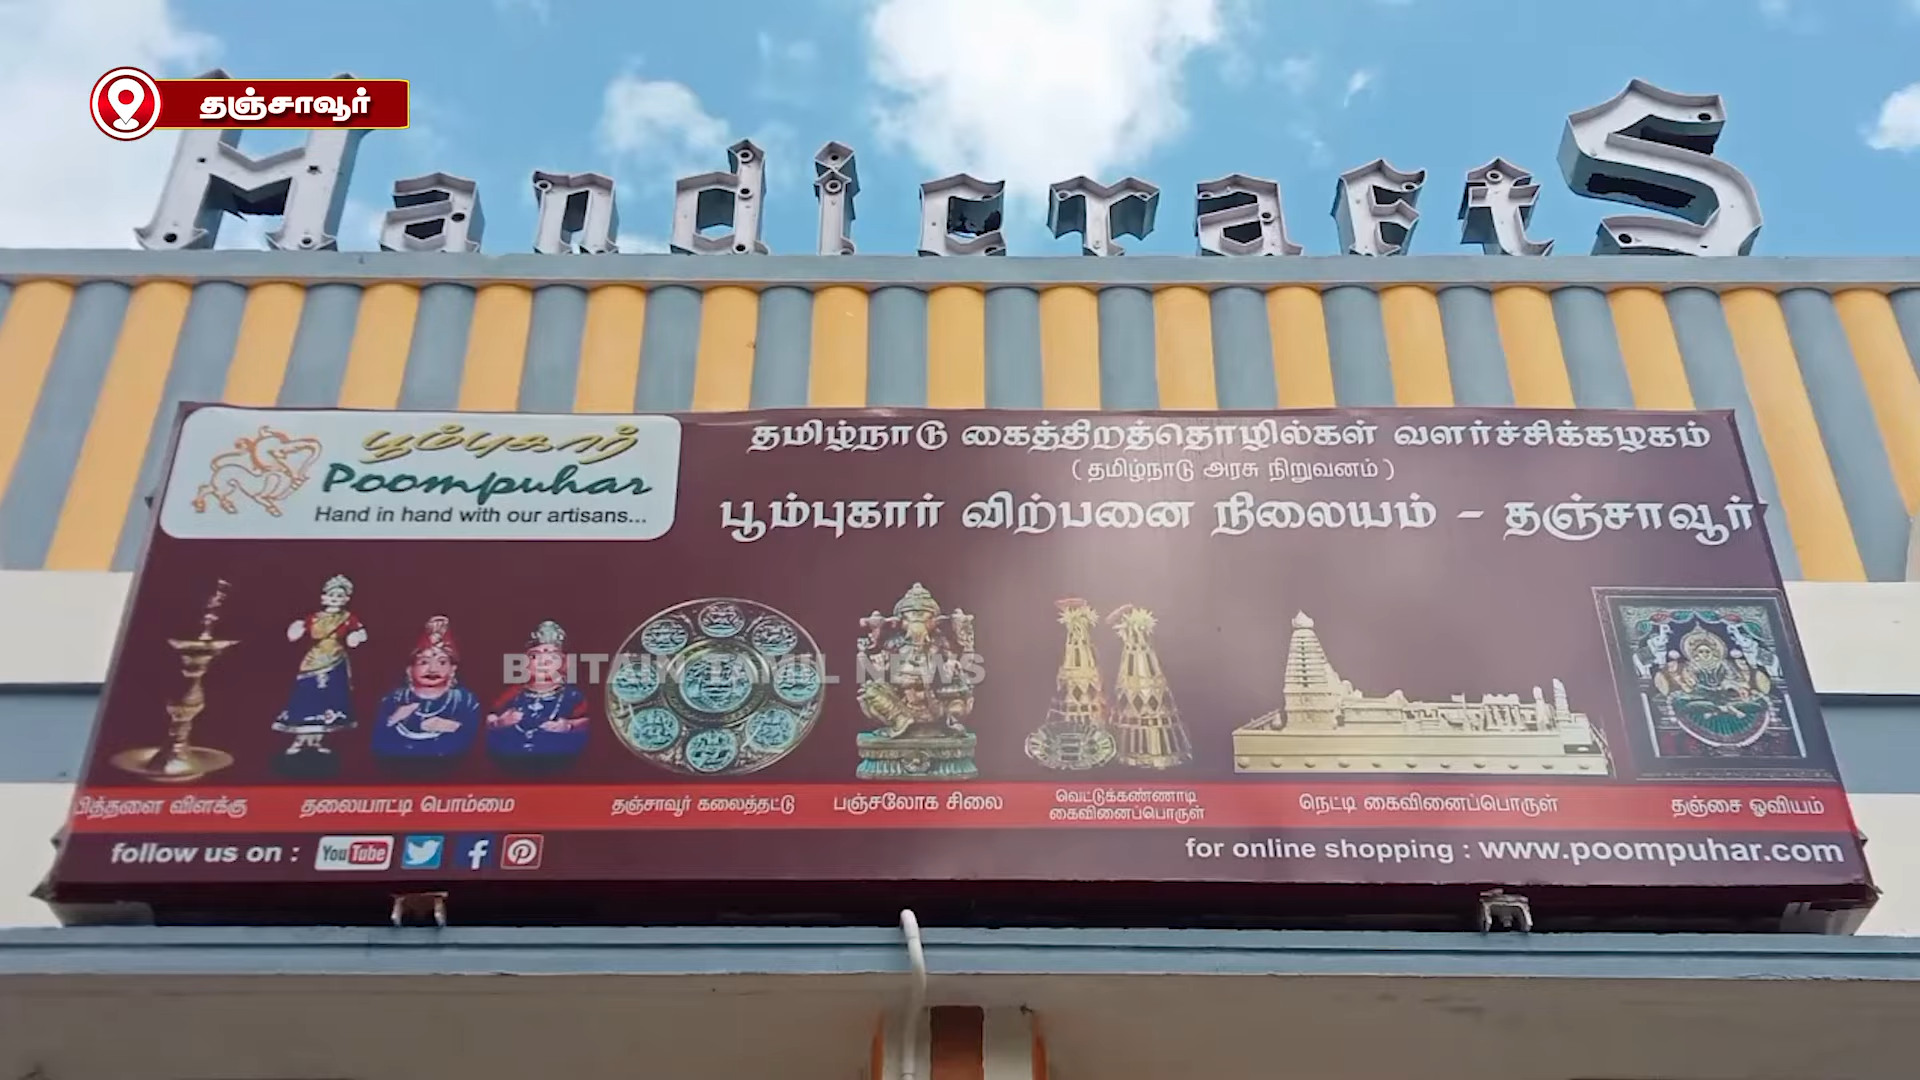 தஞ்சாவூர்
Handicrafts
பூம்புகார்
Poompuhar
Hand in hand with our artisans...
தமிழ்நாடு கைத்திறத்தொழில்கள் வளர்ச்சிக்கழகம்
( தமிழ்நாடு அரசு நிறுவனம் )
பூம்புகார் விற்பனை நிலையம் - தஞ்சாவூர்
BRITAIN TAMIL NEWS
பித்தளை விளக்கு
தலையாட்டி பொம்மை
தஞ்சாவூர் கலைத்தட்டு
பஞ்சலோக சிலை
வெட்டுக்கண்ணாடி
கைவினைப்பொருள்
நெட்டி கைவினைப்பொருள்
தஞ்சை ஓவியம்
follow us on : YouTube
for online shopping : www.poompuhar.com